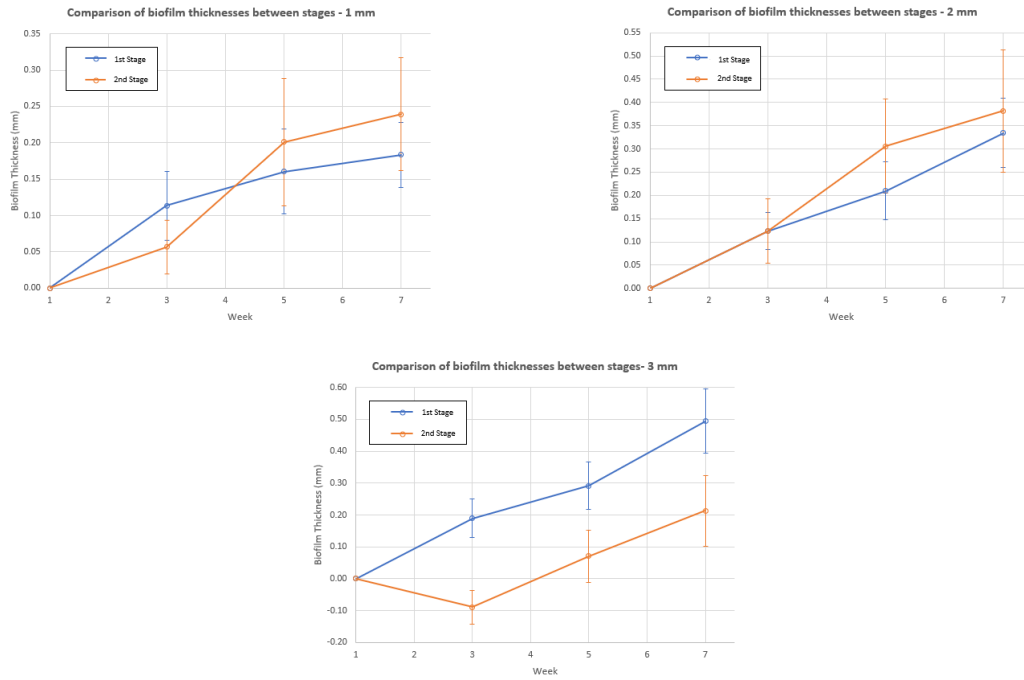 Comparison of biofilm thicknesses between stages - 1 mm
0.35
0.30
0.25
0.20
0.15
0.10
0.05
0.00
Biofilm Thickness (mm)
1st Stage
2nd Stage
1 2 3 4 5 6 7
Week
Comparison of biofilm thicknesses between stages - 2 mm
0.55
0.50
0.45
0.40
0.35
0.30
0.25
0.20
0.15
0.10
0.05
0.00
Biofilm Thickness (mm)
1st Stage
2nd Stage
1 2 3 4 5 6 7
Week
Comparison of biofilm thicknesses between stages- 3 mm
0.60
0.50
0.40
0.30
0.20
0.10
0.00
-0.10
-0.20
Biofilm Thickness (mm)
1st Stage
2nd Stage
1 2 3 4 5 6 7
Week